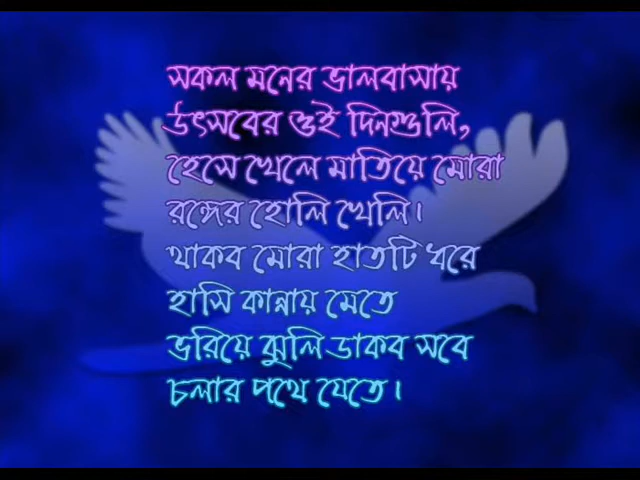 সকল মনের ভালবাসায়
উৎসবের ওই দিনগুলি,
হেসে খেলে মাতিয়ে মোরা
রঙ্গের হোলি খেলি।
থাকব মোরা হাতটি ধরে
হাসি কান্নায় মেতে
ভরিয়ে ঝুলি ডাকব সবে
চলার পথে যেতে।